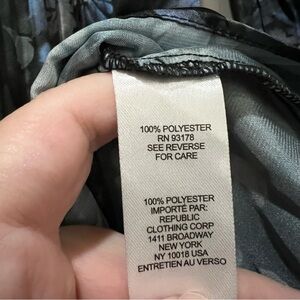 100% POLYESTER
RN 93178
SEE REVERSE
FOR CARE
100% POLYESTER
IMPORTÉ PAR:
REPUBLIC
CLOTHING CORP
1411 BROADWAY
NEW YORK
NY 10018 USA
ENTRETIEN AU VERSO